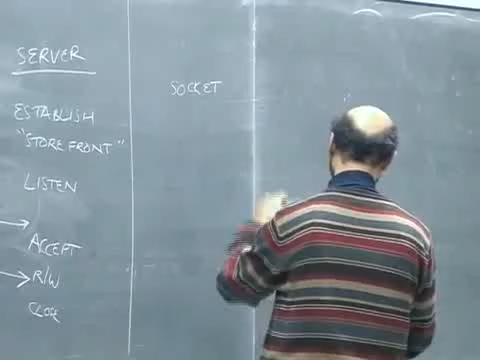 SERVER
ESTABLISH
"STORE FRONT"
LISTEN
ACCEPT
R/W
CLOSE
SOCKET